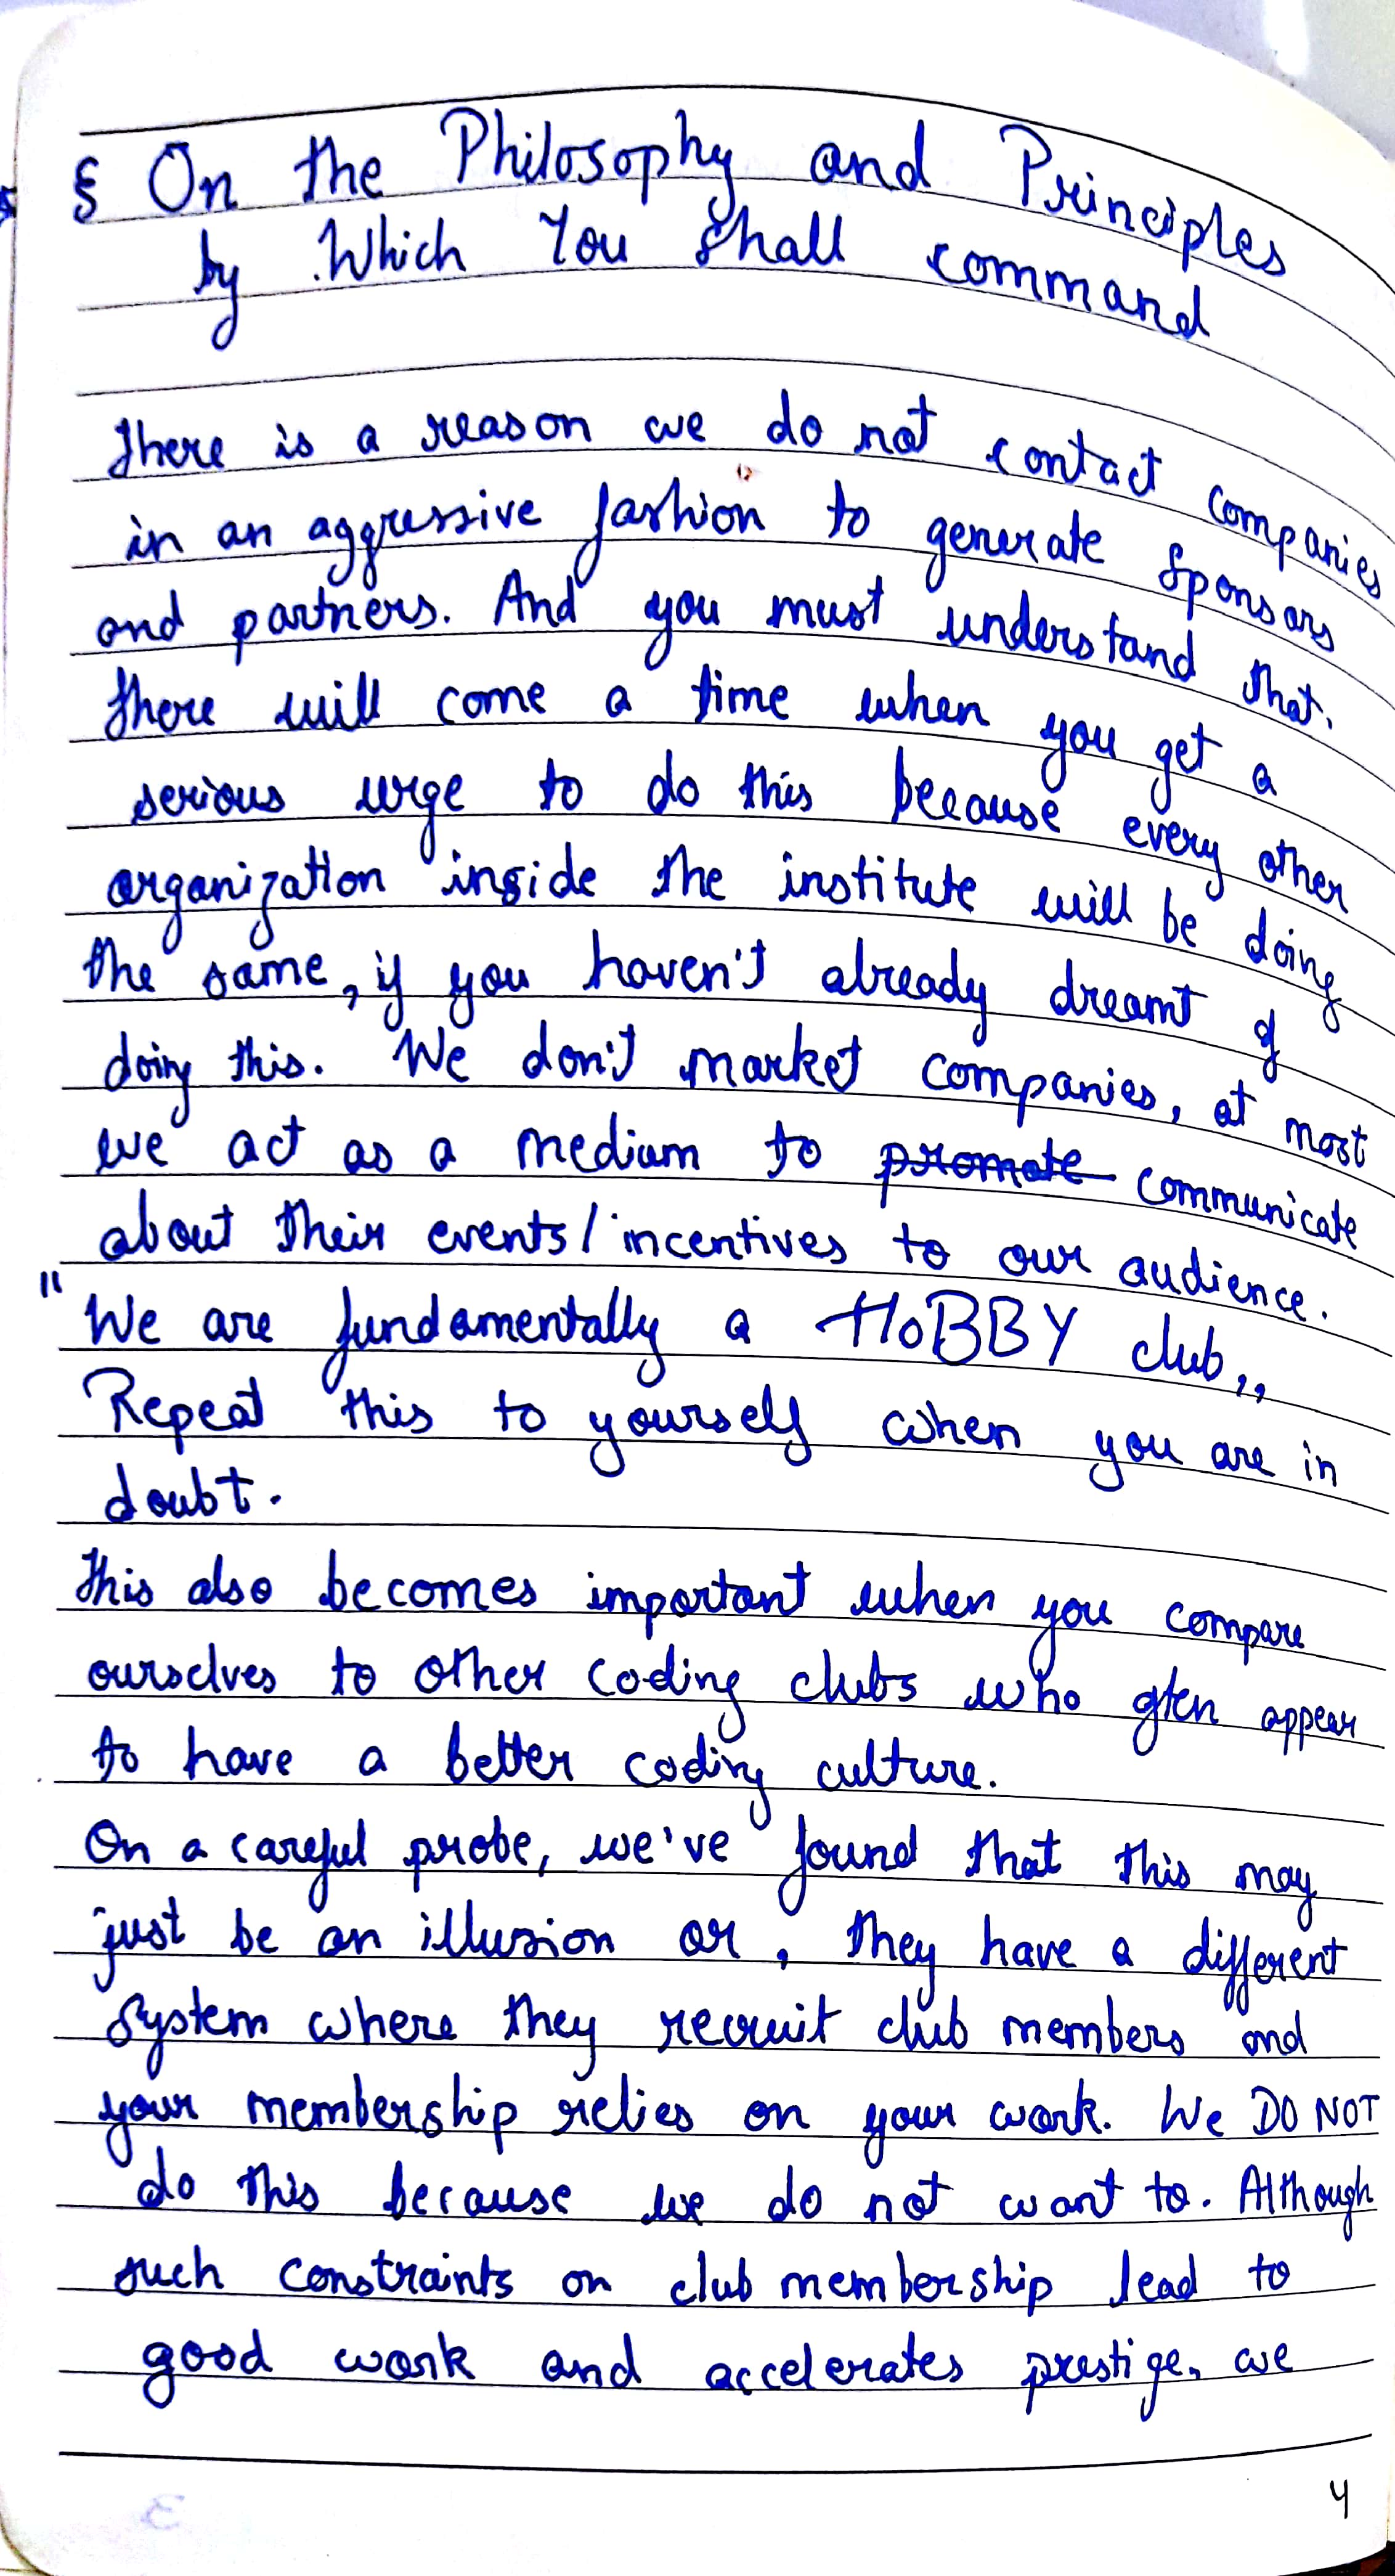 § On the Philosophy and Principles
by Which You Shall command
There is a reason we do not contact companies
in an aggressive fashion to generate sponsors
and partners. And you must understand that.
There will come a time when you get a
serious urge to do this because every other
organization inside the institute will be doing
the same, if you haven't already dreamt of
doing this. We don't market companies, at most
we act as a medium to promote communicate
about their events/incentives to our audience.
"We are fundamentally a HOBBY club,,
Repeat this to yourself when you are in
doubt.
This also becomes important when you compare
ourselves to other coding clubs who often appear
to have a better coding culture.
On a careful probe, we've found that this may
just be an illusion or, they have a different
system where they recruit club members and
your membership relies on your work. We DO NOT
do this because we do not want to. Although
such constraints on club membership lead to
good work and accelerates prestige, we
4